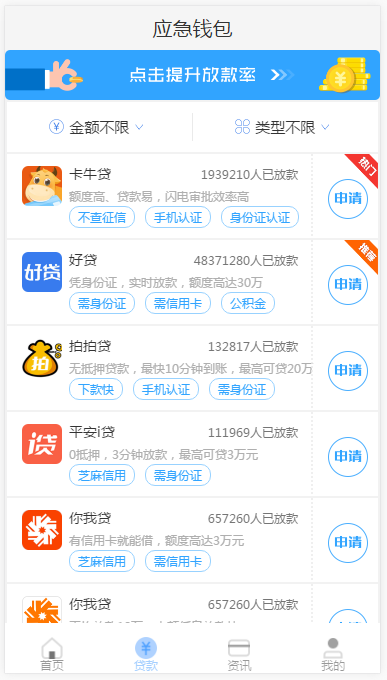 应急钱包
点击提升放款率
金额不限 类型不限
热门
卡牛贷 1939210人已放款
额度高、贷款易，闪电审批效率高
不查征信 手机认证 身份证认证
申请
推荐
好贷
好贷 48371280人已放款
凭身份证，实时放款，额度高达30万
需身份证 需信用卡 公积金
申请
拍
拍拍贷 132817人已放款
无抵押贷款，最快10分钟到账，最高可贷20万
下款快 手机认证 需身份证
申请
i贷
平安i贷 111969人已放款
0抵押，3分钟放款，最高可贷3万元
芝麻信用 需身份证
申请
你我贷 657260人已放款
有信用卡就能借，额度高达3万元
芝麻信用 需信用卡
申请
你我贷 657260人已放款
首页 贷款 资讯 我的